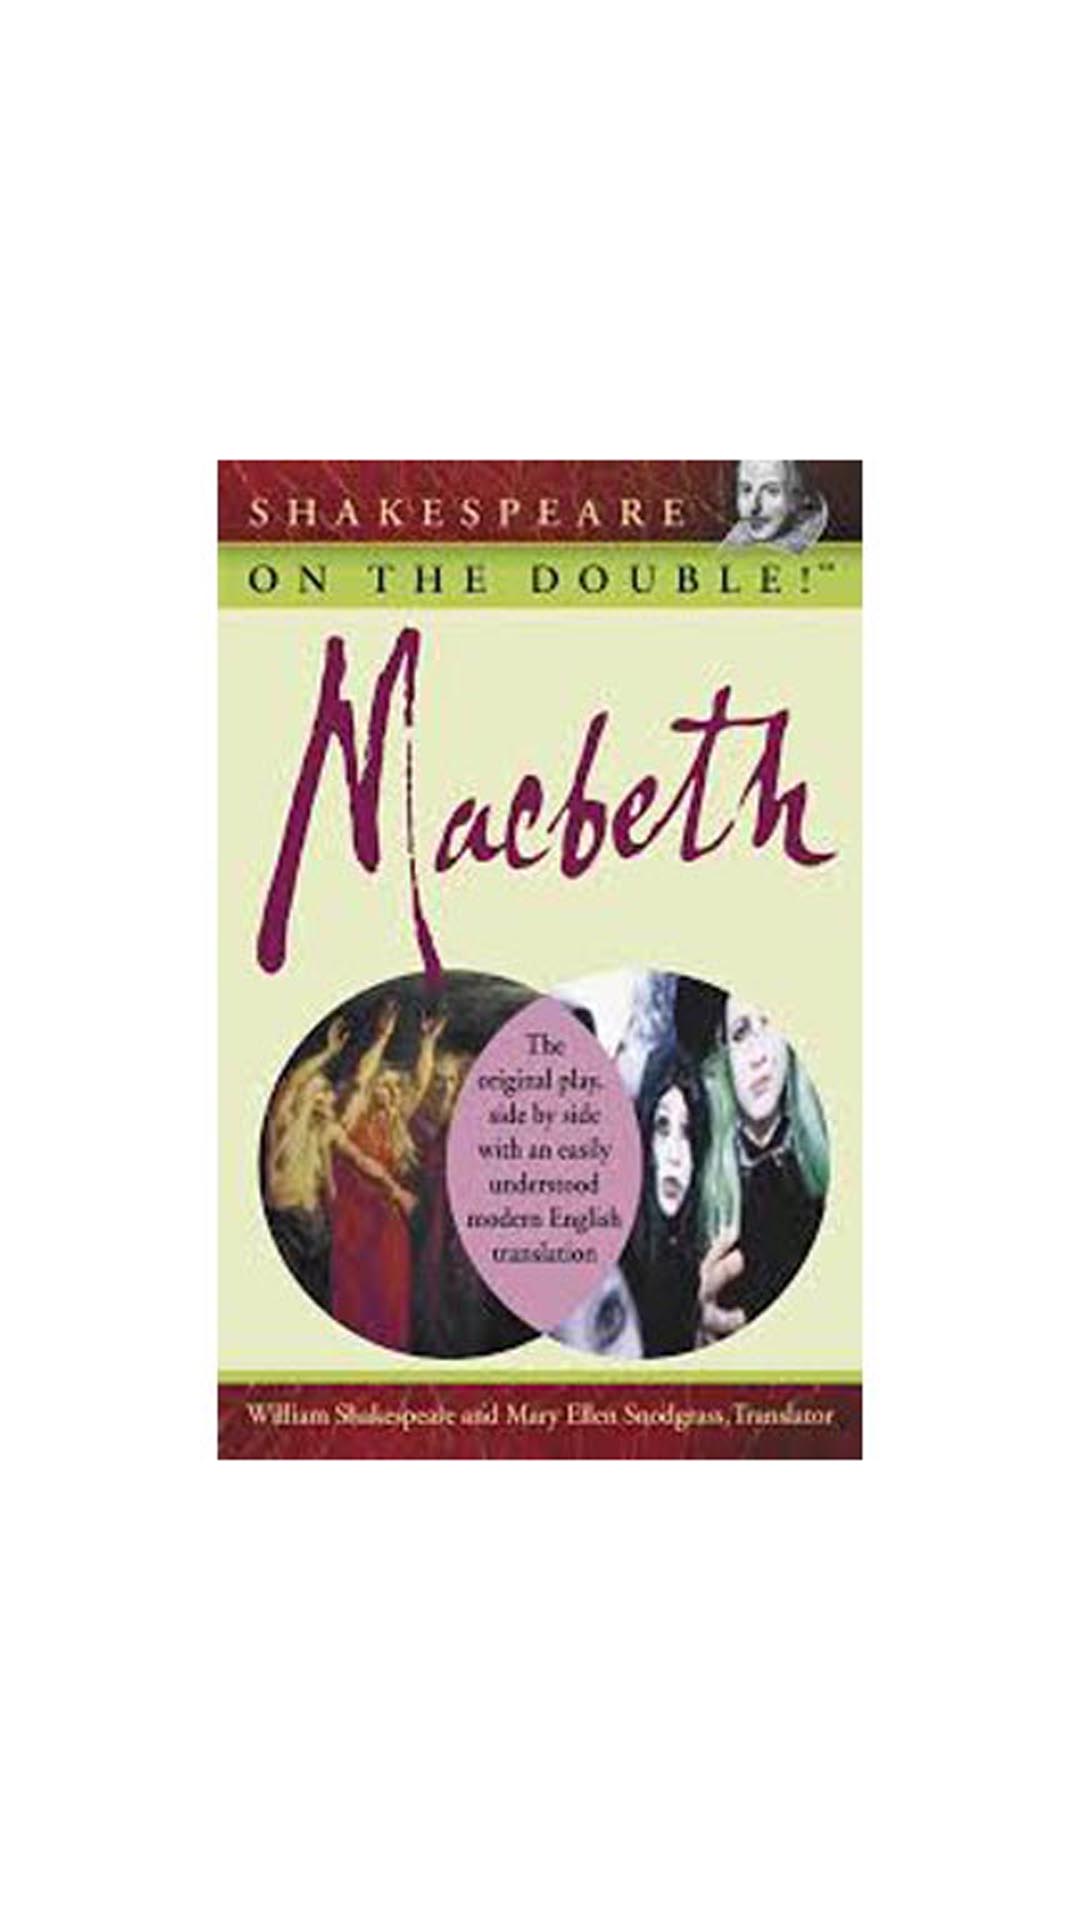 SHAKESPEARE
ON THE DOUBLE!™
Macbeth
The
original play,
side by side
with an easily
understood
modern English
translation
William Shakespeare and Mary Ellen Snodgrass, Translator